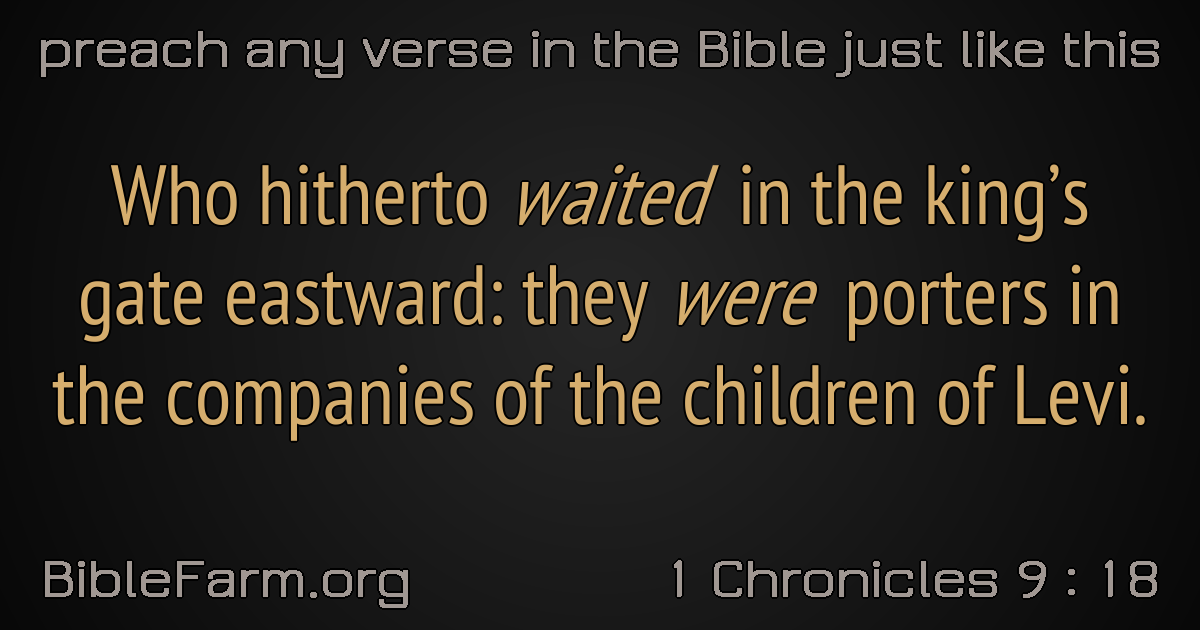 preach any verse in the Bible just like this
Who hitherto waited in the king’s
gate eastward: they were porters in
the companies of the children of Levi.
BibleFarm.org
1 Chronicles 9 : 18